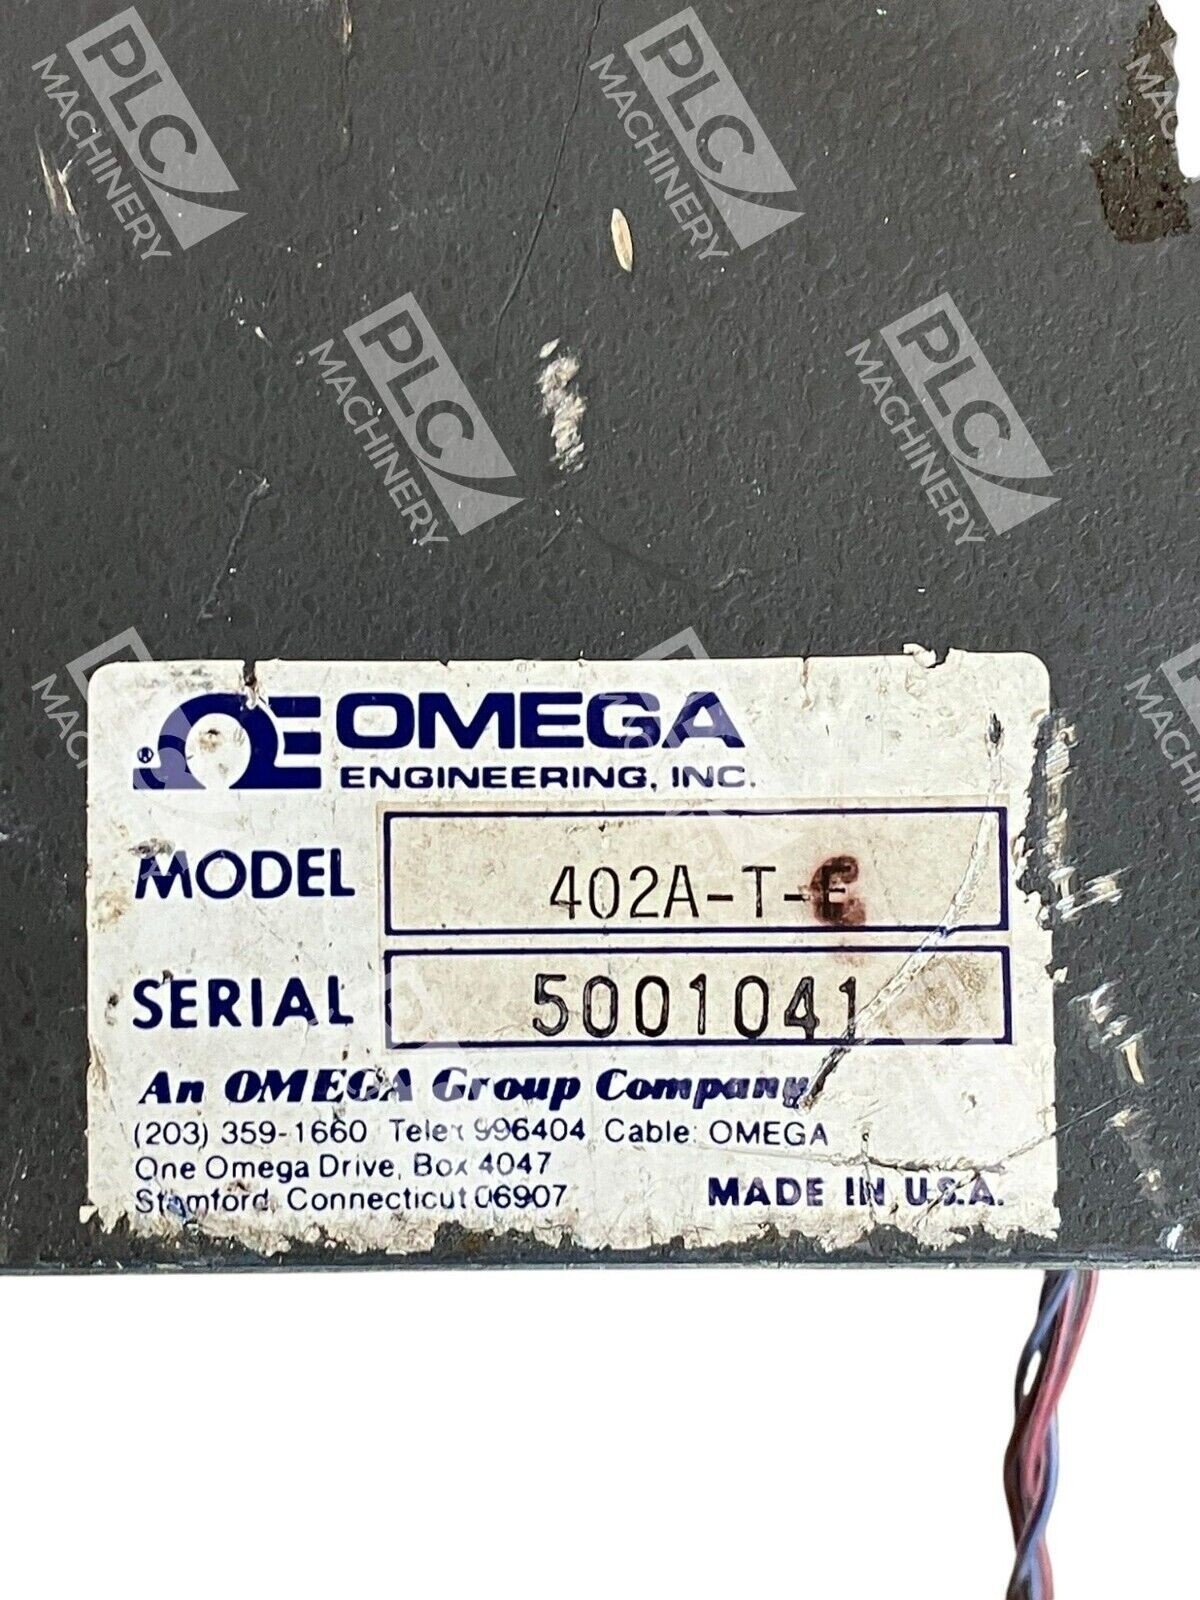 PLC MACHINERY
PLC MACHINERY
PLC MACHINERY
PLC MACHINERY
® OMEGA
ENGINEERING, INC.
MODEL 402A-T-
SERIAL 5001041
An OMEGA Group Company
(203) 359-1660 Telex 996404 Cable: OMEGA
One Omega Drive, Box 4047
Stamford, Connecticut 06907
MADE IN U.S.A.